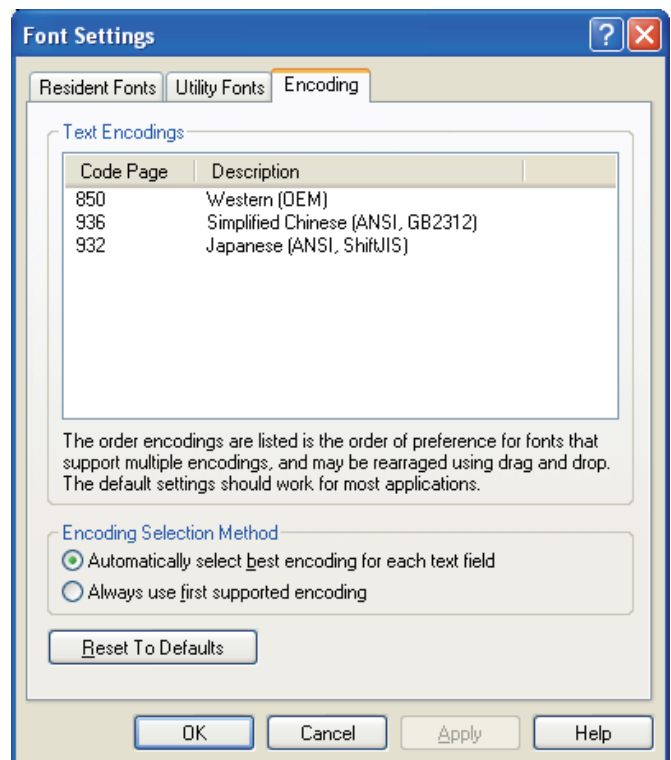 Font Settings
Resident Fonts Utility Fonts Encoding
Text Encodings
Code Page Description
850 Western (OEM)
936 Simplified Chinese (ANSI, GB2312)
932 Japanese (ANSI, ShiftJIS)
The order encodings are listed is the order of preference for fonts that
support multiple encodings, and may be rearraged using drag and drop.
The default settings should work for most applications.
Encoding Selection Method
Automatically select best encoding for each text field
Always use first supported encoding
Reset To Defaults
OK Cancel Apply Help